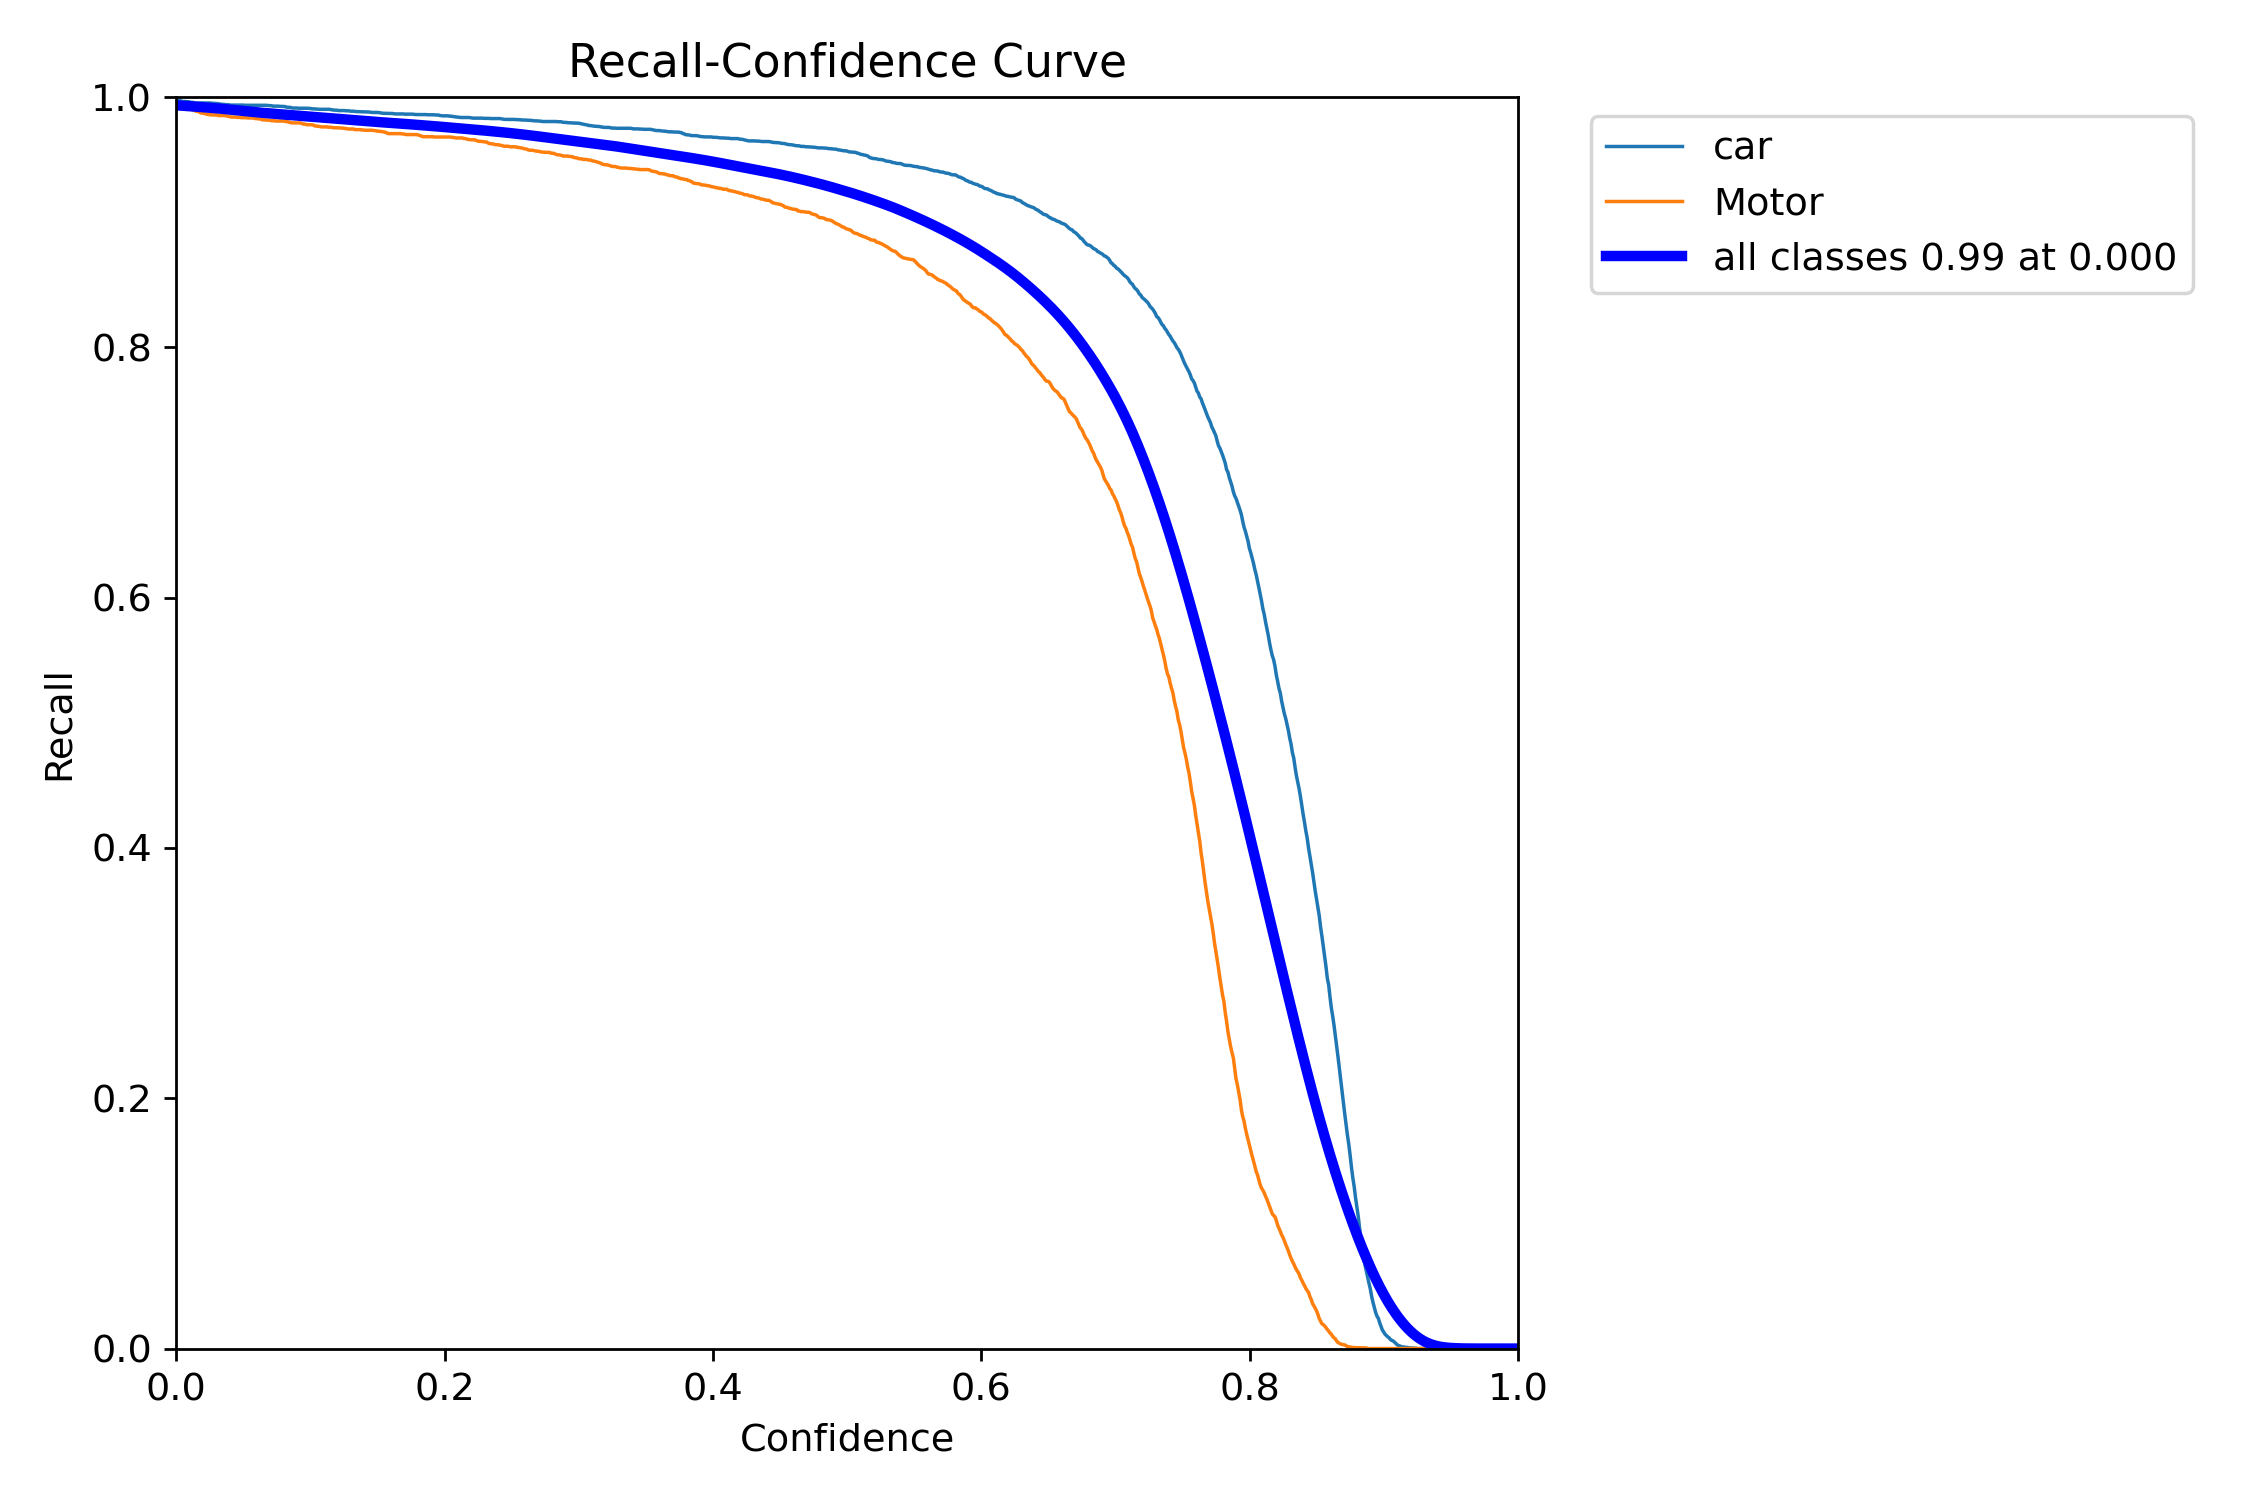 Recall-Confidence Curve
1.0
0.8
0.6
0.4
0.2
0.0
Recall
0.0 0.2 0.4 0.6 0.8 1.0
Confidence
car
Motor
all classes 0.99 at 0.000